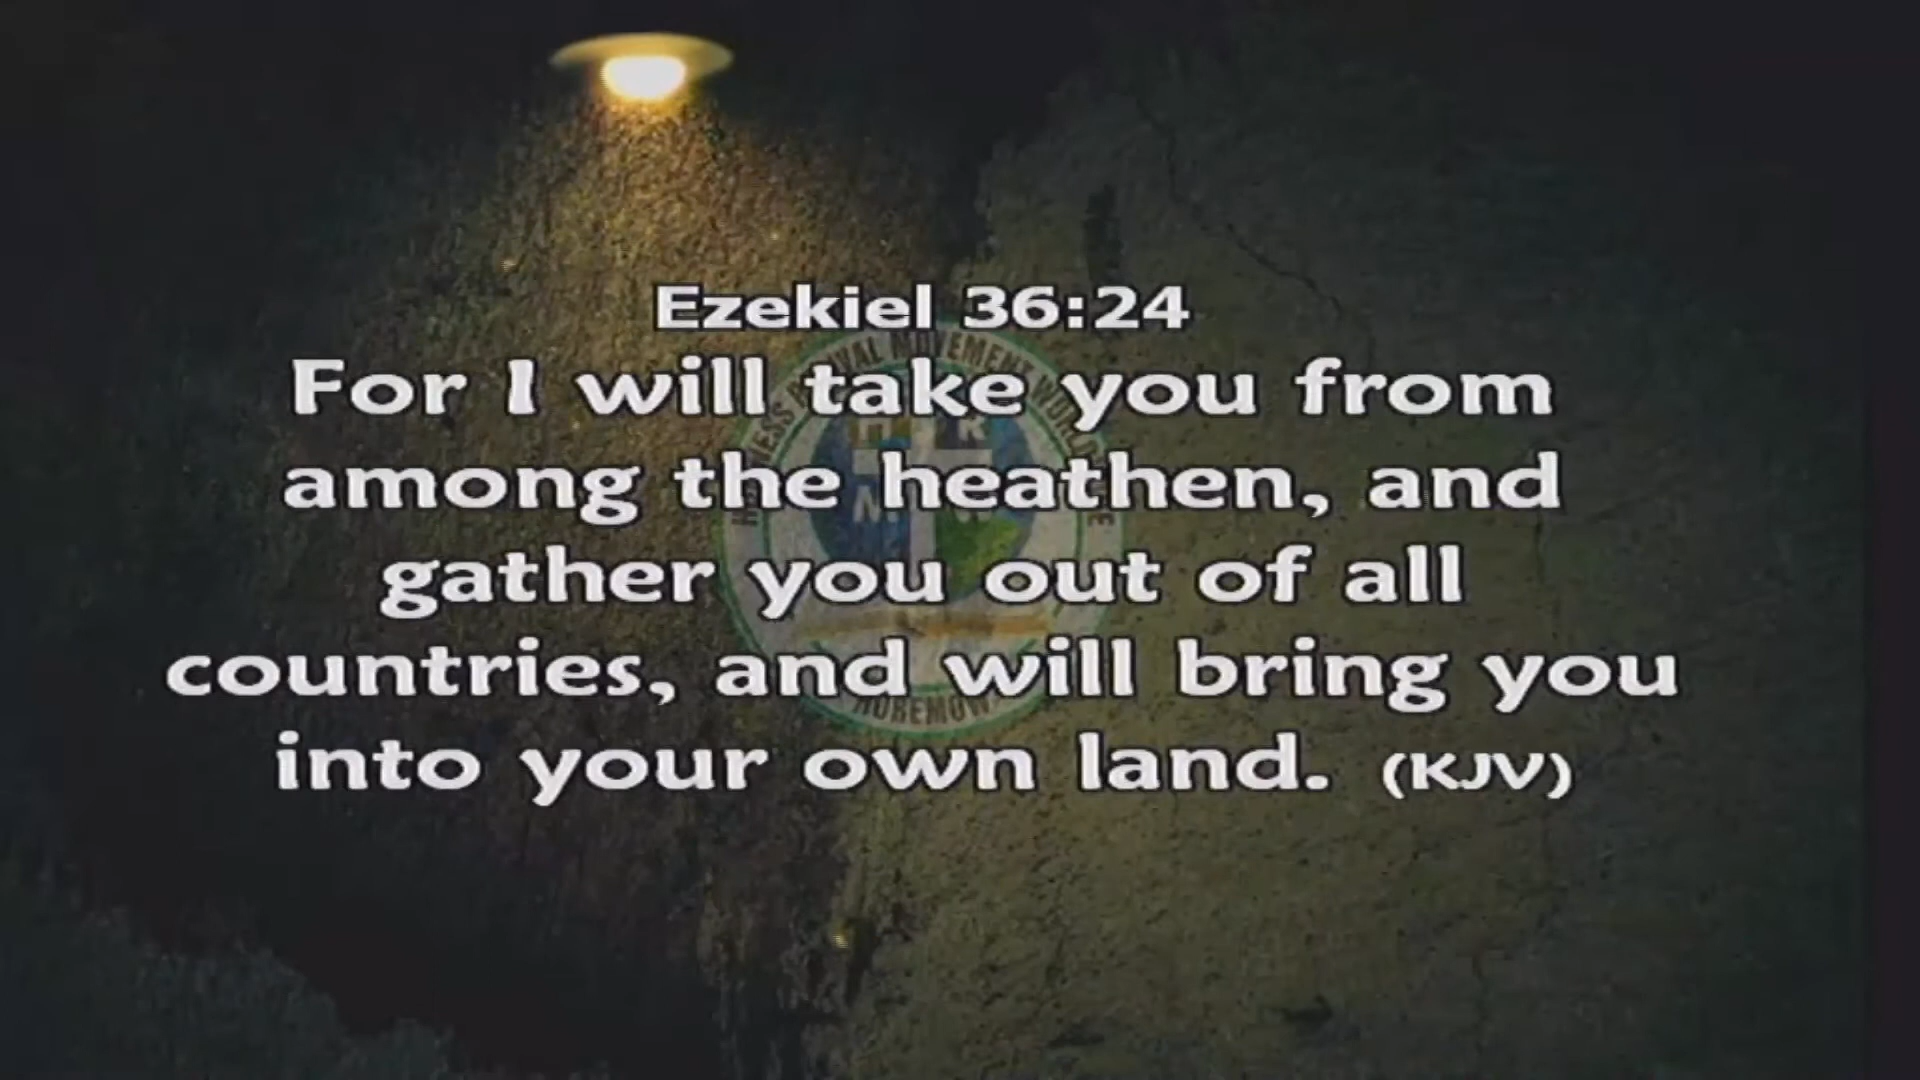 Ezekiel 36:24
For I will take you from
among the heathen, and
gather you out of all
countries, and will bring you
into your own land. (KJV)